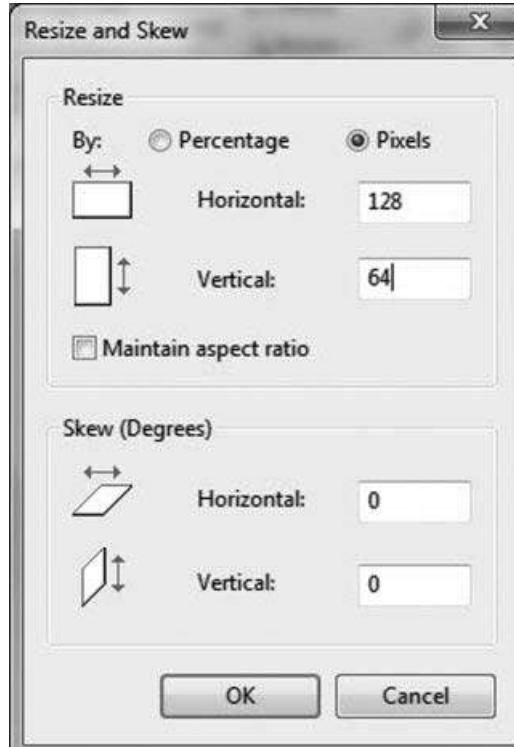 Resize and Skew
Resize
By: Percentage Pixels
Horizontal: 128
Vertical: 64
Maintain aspect ratio
Skew (Degrees)
Horizontal: 0
Vertical: 0
OK Cancel